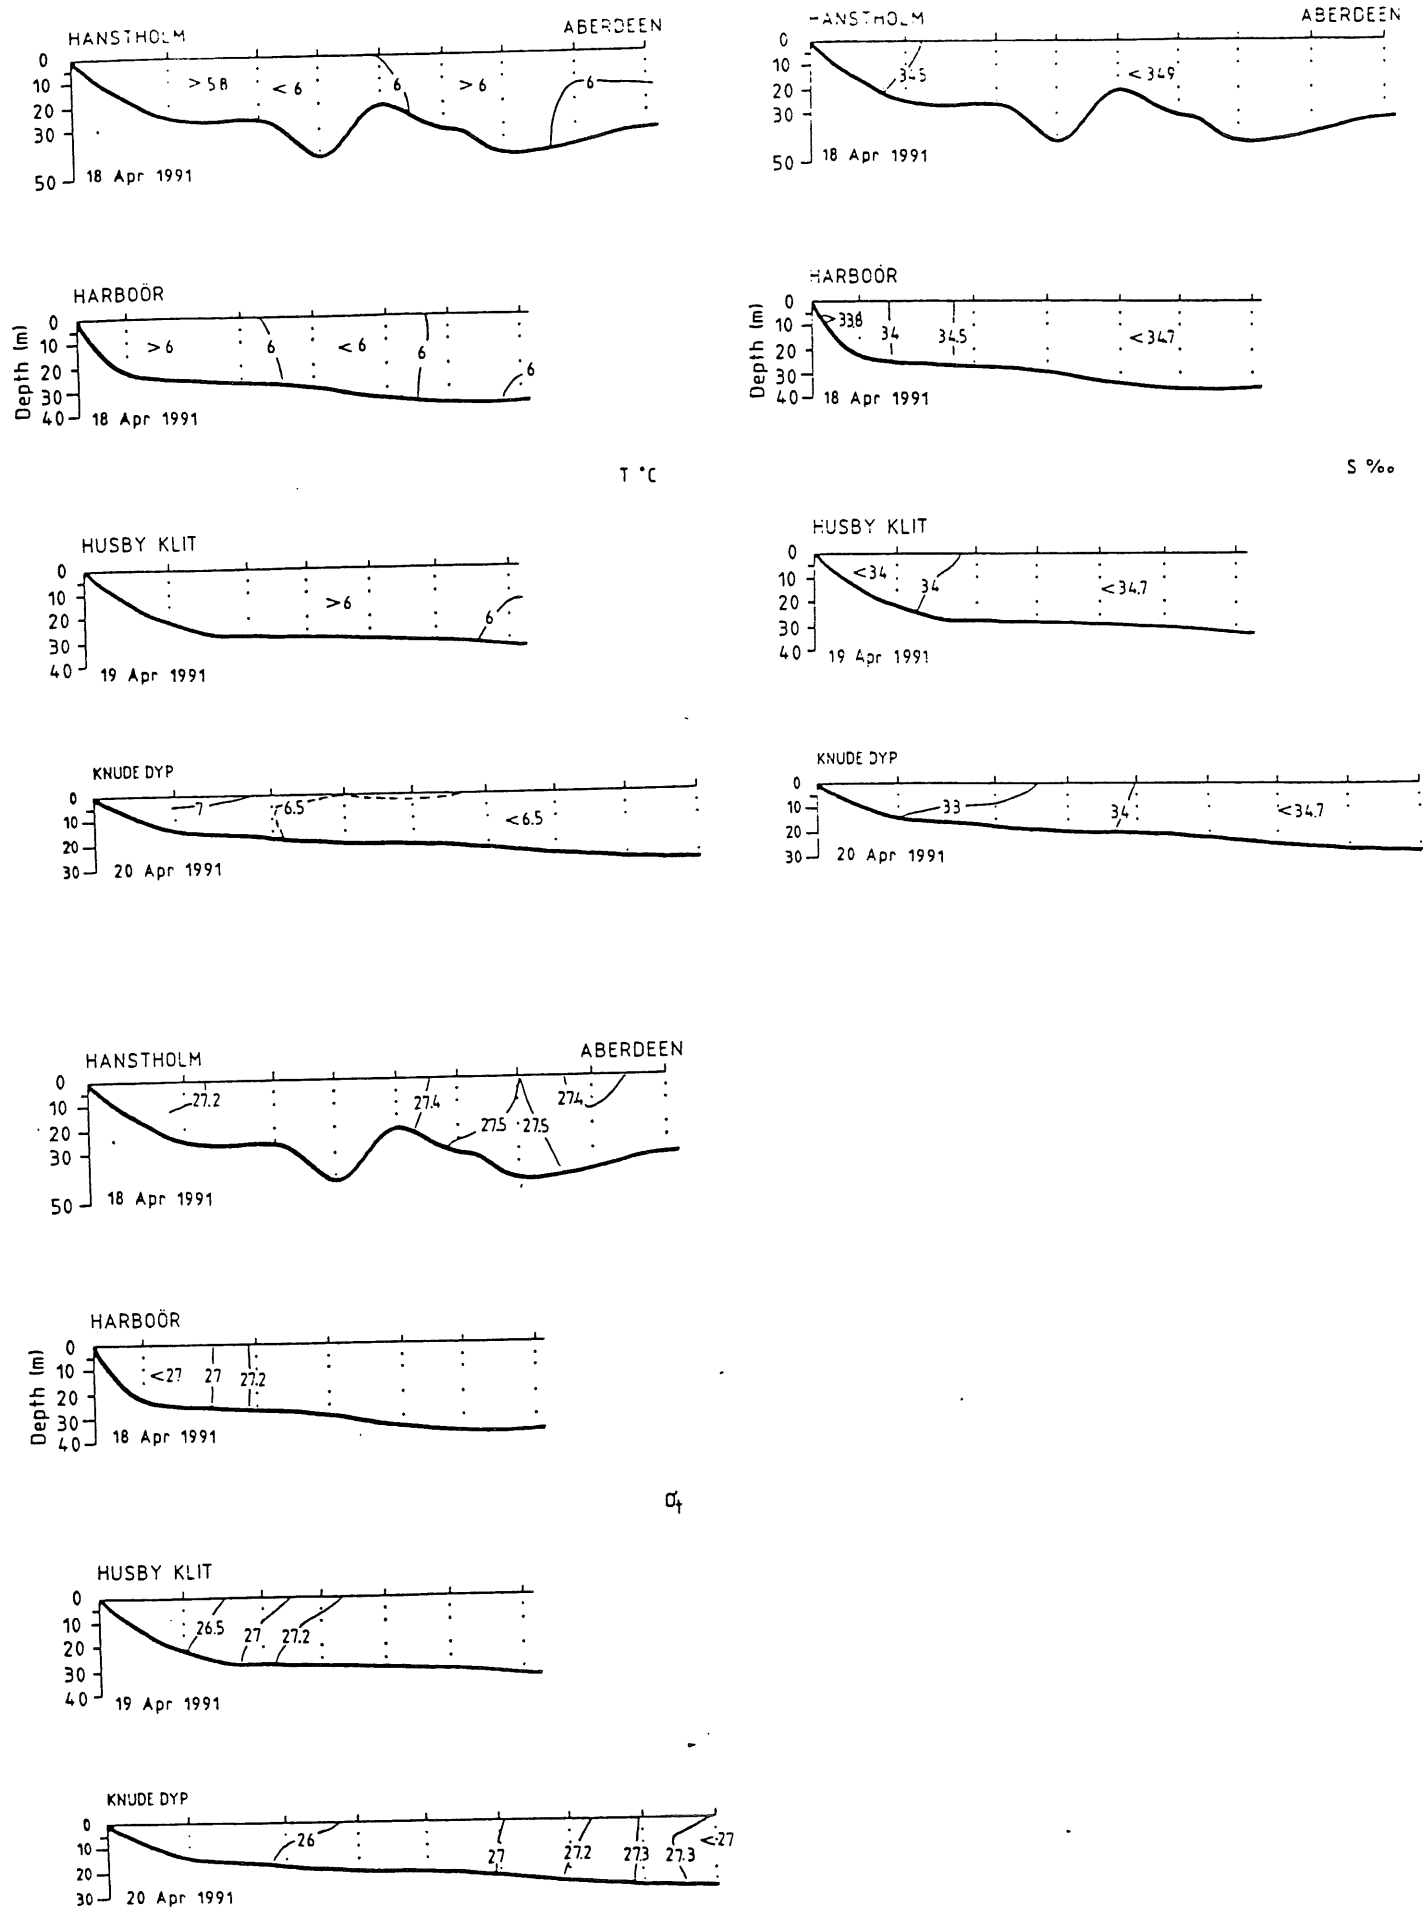 HANSTHOLM ABERDEEN
0
10
20
30
50
> 5.8 < 6 6 > 6 6
18 Apr 1991
HANSTHOLM ABERDEEN
0
10
20
30
50
34.5 < 34.9
18 Apr 1991
HARBOÖR
Depth (m)
0
10
20
30
40
> 6 6 < 6 6 6
18 Apr 1991
HARBOÖR
Depth (m)
0
10
20
30
40
> 33.8 34 34.5 < 34.7
18 Apr 1991
T °C
S ‰
HUSBY KLIT
0
10
20
30
40
> 6 6
19 Apr 1991
HUSBY KLIT
0
10
20
30
40
< 34 34 < 34.7
19 Apr 1991
KNUDE DYP
0
10
20
30
7 6.5 < 6.5
20 Apr 1991
KNUDE DYP
0
10
20
30
33 34 < 34.7
20 Apr 1991
HANSTHOLM ABERDEEN
0
10
20
30
50
27.2 27.4 27.5 27.5 27.4
18 Apr 1991
HARBOÖR
Depth (m)
0
10
20
30
40
< 27 27 27.2
18 Apr 1991
σt
HUSBY KLIT
0
10
20
30
40
26.5 27 27.2
19 Apr 1991
KNUDE DYP
0
10
20
30
26 27 27.2 27.3 27.3 < 27
20 Apr 1991